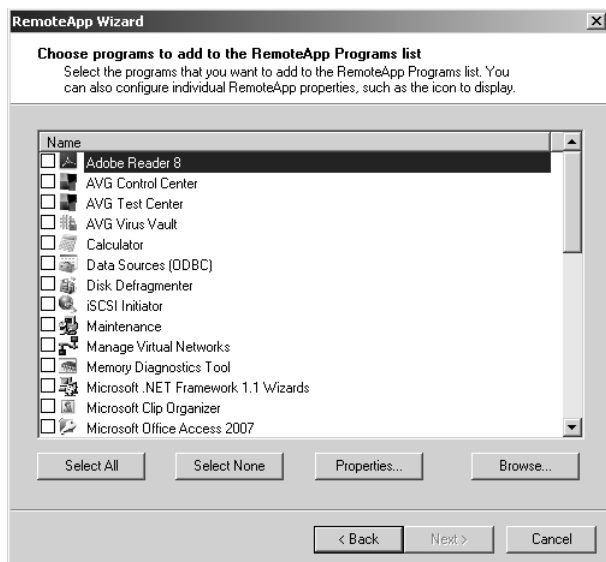 RemoteApp Wizard
Choose programs to add to the RemoteApp Programs list
Select the programs that you want to add to the RemoteApp Programs list. You
can also configure individual RemoteApp properties, such as the icon to display.
Name
Adobe Reader 8
AVG Control Center
AVG Test Center
AVG Virus Vault
Calculator
Data Sources (ODBC)
Disk Defragmenter
iSCSI Initiator
Maintenance
Manage Virtual Networks
Memory Diagnostics Tool
Microsoft .NET Framework 1.1 Wizards
Microsoft Clip Organizer
Microsoft Office Access 2007
Select All Select None Properties... Browse...
< Back Next > Cancel